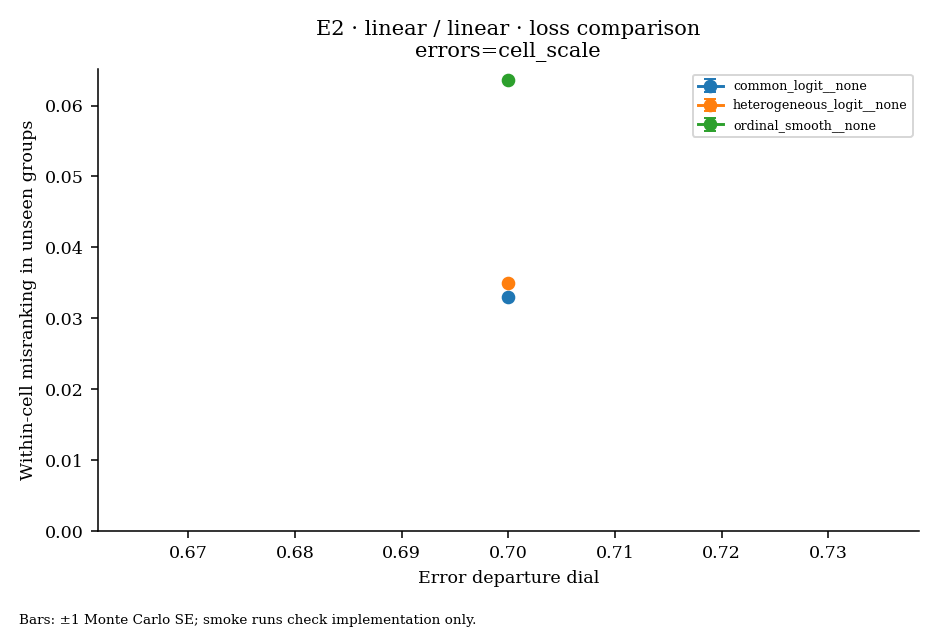 E2 · linear / linear · loss comparison
errors=cell_scale
common_logit__none
heterogeneous_logit__none
ordinal_smooth__none
Within-cell misranking in unseen groups
0.06
0.05
0.04
0.03
0.02
0.01
0.00
0.67 0.68 0.69 0.70 0.71 0.72 0.73
Error departure dial
Bars: ±1 Monte Carlo SE; smoke runs check implementation only.